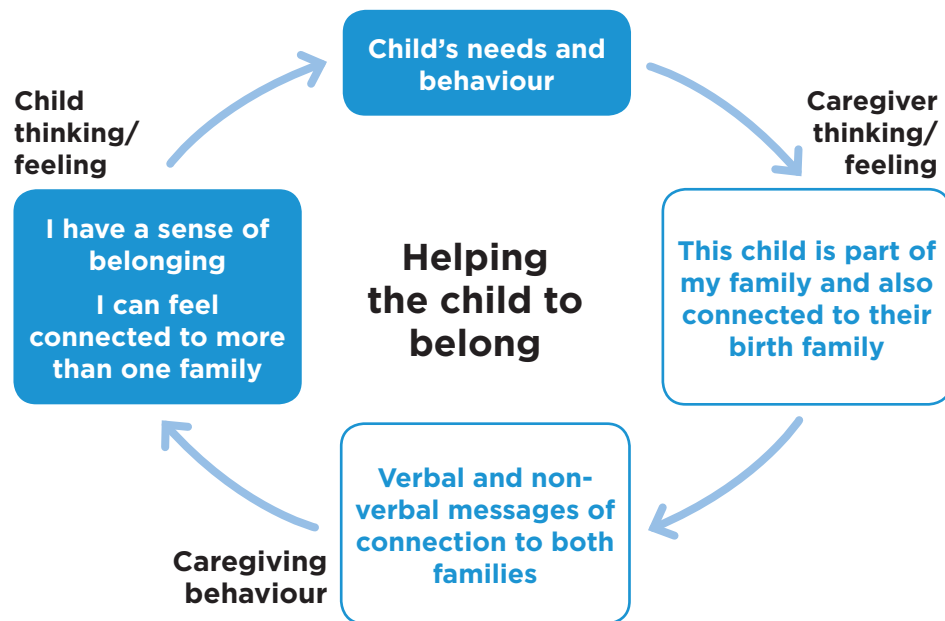 Child’s needs and
behaviour
Child
thinking/
feeling
Caregiver
thinking/
feeling
I have a sense of
belonging
I can feel
connected to more
than one family
Helping
the child to
belong
This child is part of
my family and also
connected to their
birth family
Verbal and non-
verbal messages of
connection to both
families
Caregiving
behaviour